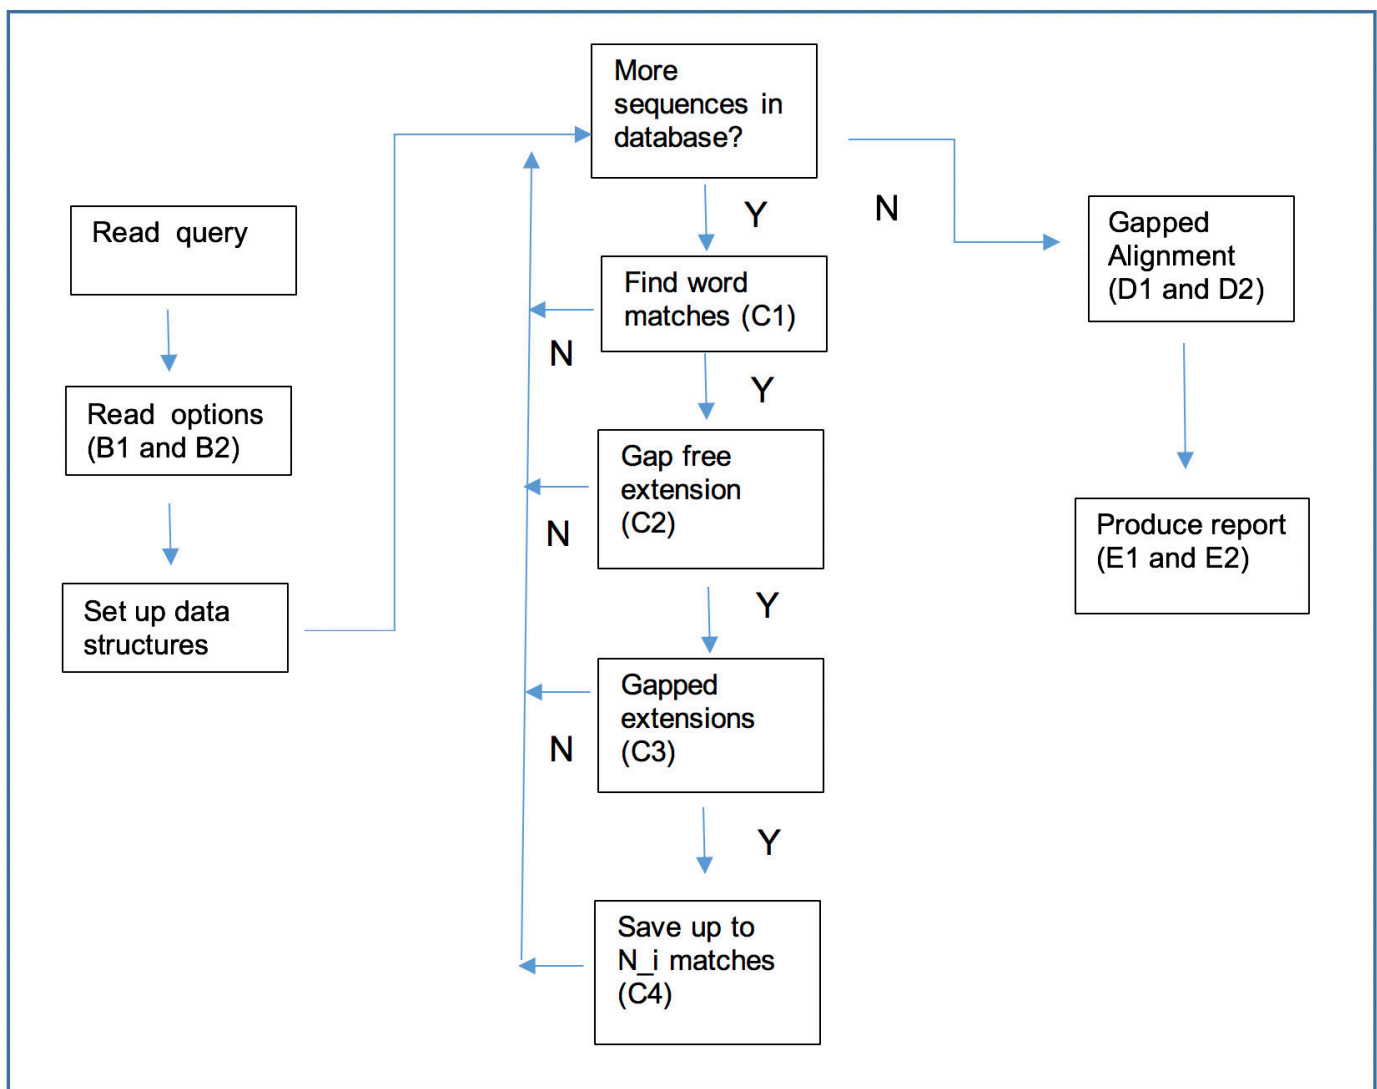 Read query
Read options
(B1 and B2)
Set up data
structures
More
sequences in
database?
Y
N
Find word
matches (C1)
N
Y
Gap free
extension
(C2)
N
Y
Gapped
extensions
(C3)
N
Y
Save up to
N_i matches
(C4)
Gapped
Alignment
(D1 and D2)
Produce report
(E1 and E2)